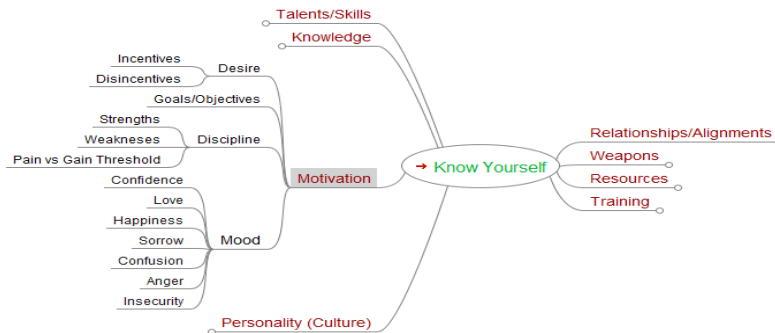 Talents/Skills
Knowledge
Incentives
Disincentives
Desire
Goals/Objectives
Strengths
Weakneses
Pain vs Gain Threshold
Discipline
Confidence
Love
Happiness
Sorrow
Confusion
Anger
Insecurity
Mood
Motivation
Personality (Culture)
Know Yourself
Relationships/Alignments
Weapons
Resources
Training